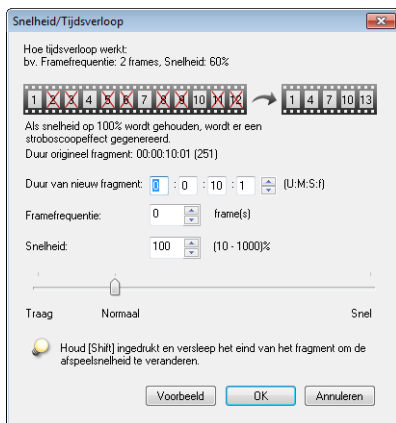 Snelheid/Tijdsverloop
Hoe tijdsverloop werkt:
bv. Framefrequentie: 2 frames, Snelheid: 60%
1 2 3 4 5 6 7 8 9 10 11 12 1 4 7 10 13
Als snelheid op 100% wordt gehouden, wordt er een
stroboscoopeffect gegenereerd.
Duur origineel fragment: 00:00:10:01 (251)
Duur van nieuw fragment: 0 : 0 : 10 : 1 (U:M:S:f)
Framefrequentie: 0 frame(s)
Snelheid: 100 (10 - 1000)%
Traag Normaal Snel
Houd [Shift] ingedrukt en versleep het eind van het fragment om de
afspeelsnelheid te veranderen.
Voorbeeld OK Annuleren